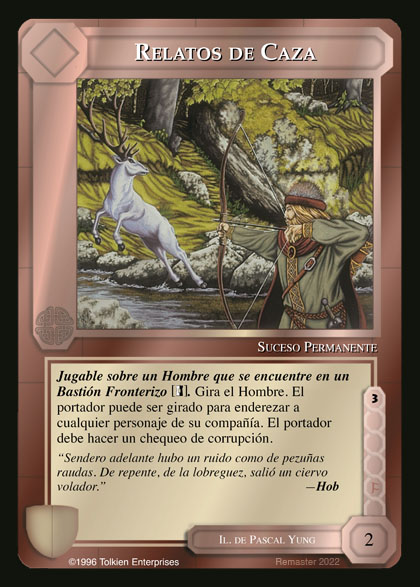 Relatos de Caza
Suceso Permanente
Jugable sobre un Hombre que se encuentre en un
Bastión Fronterizo [B]. Gira el Hombre. El
portador puede ser girado para enderezar a
cualquier personaje de su compañía. El portador
debe hacer un chequeo de corrupción.
“Sendero adelante hubo un ruido como de pezuñas
raudas. De repente, de la lobreguez, salió un ciervo
volador.” —Hob
3
R
Il. de Pascal Yung
2
©1996 Tolkien Enterprises Remaster 2022